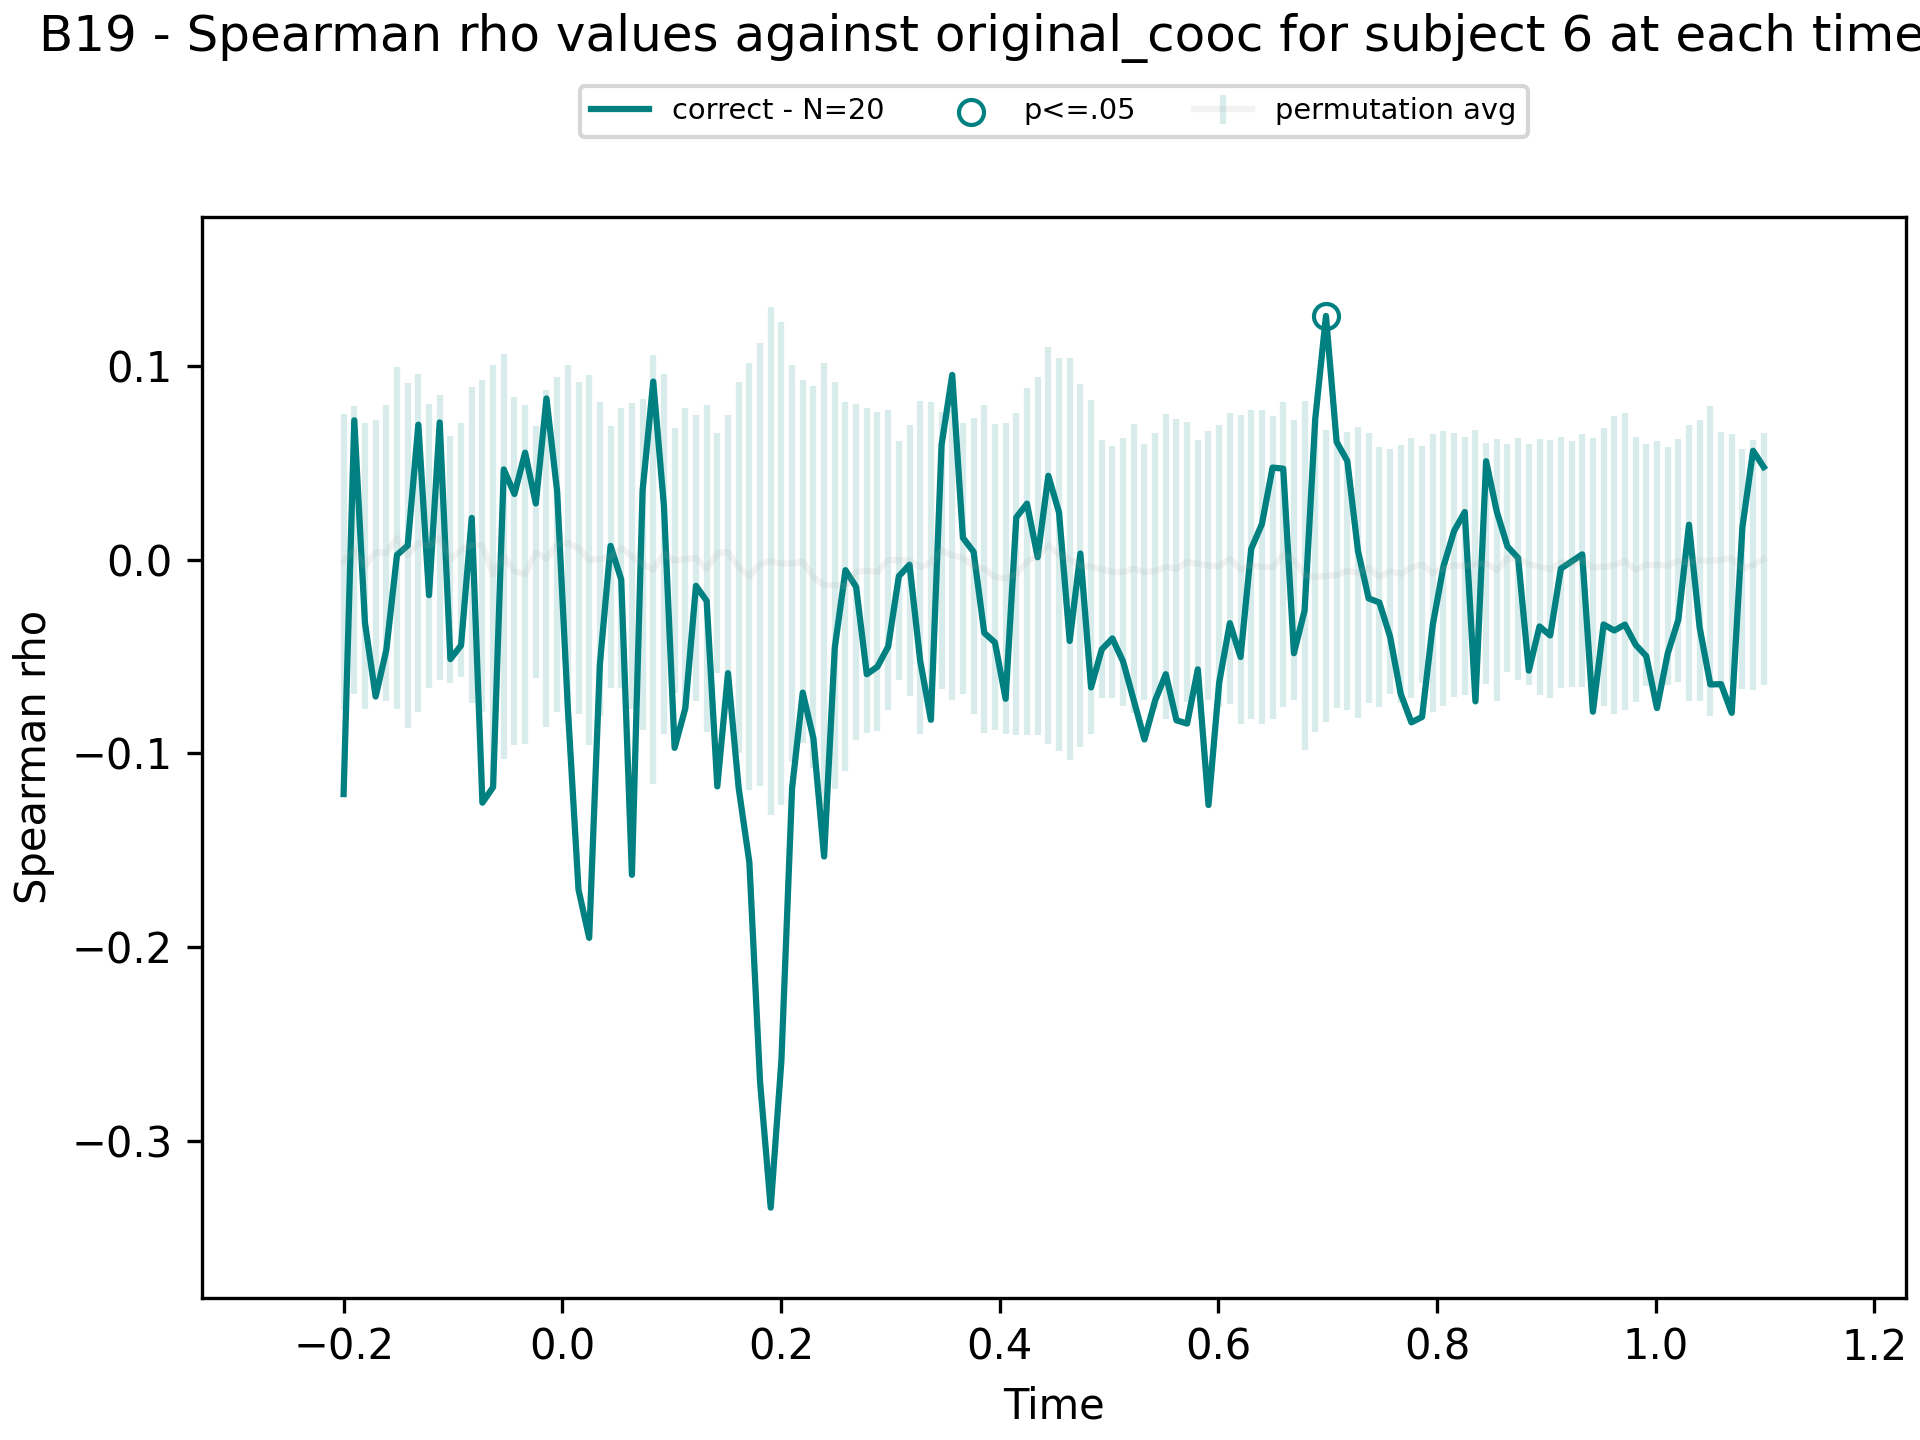 B19 - Spearman rho values against original_cooc for subject 6 at each time
correct - N=20 p<=.05 permutation avg
Spearman rho
0.1
0.0
−0.1
−0.2
−0.3
−0.2 0.0 0.2 0.4 0.6 0.8 1.0 1.2
Time